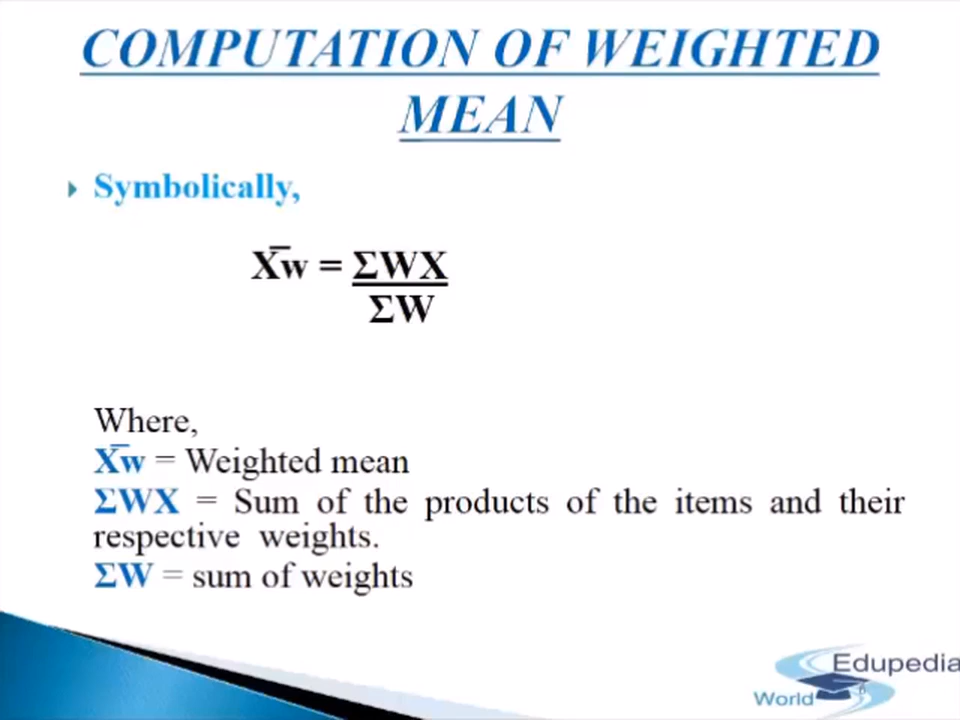 COMPUTATION OF WEIGHTED
MEAN
Symbolically,
X̅w = ΣWX
ΣW
Where,
X̅w = Weighted mean
ΣWX = Sum of the products of the items and their
respective weights.
ΣW = sum of weights
Edupedia
World